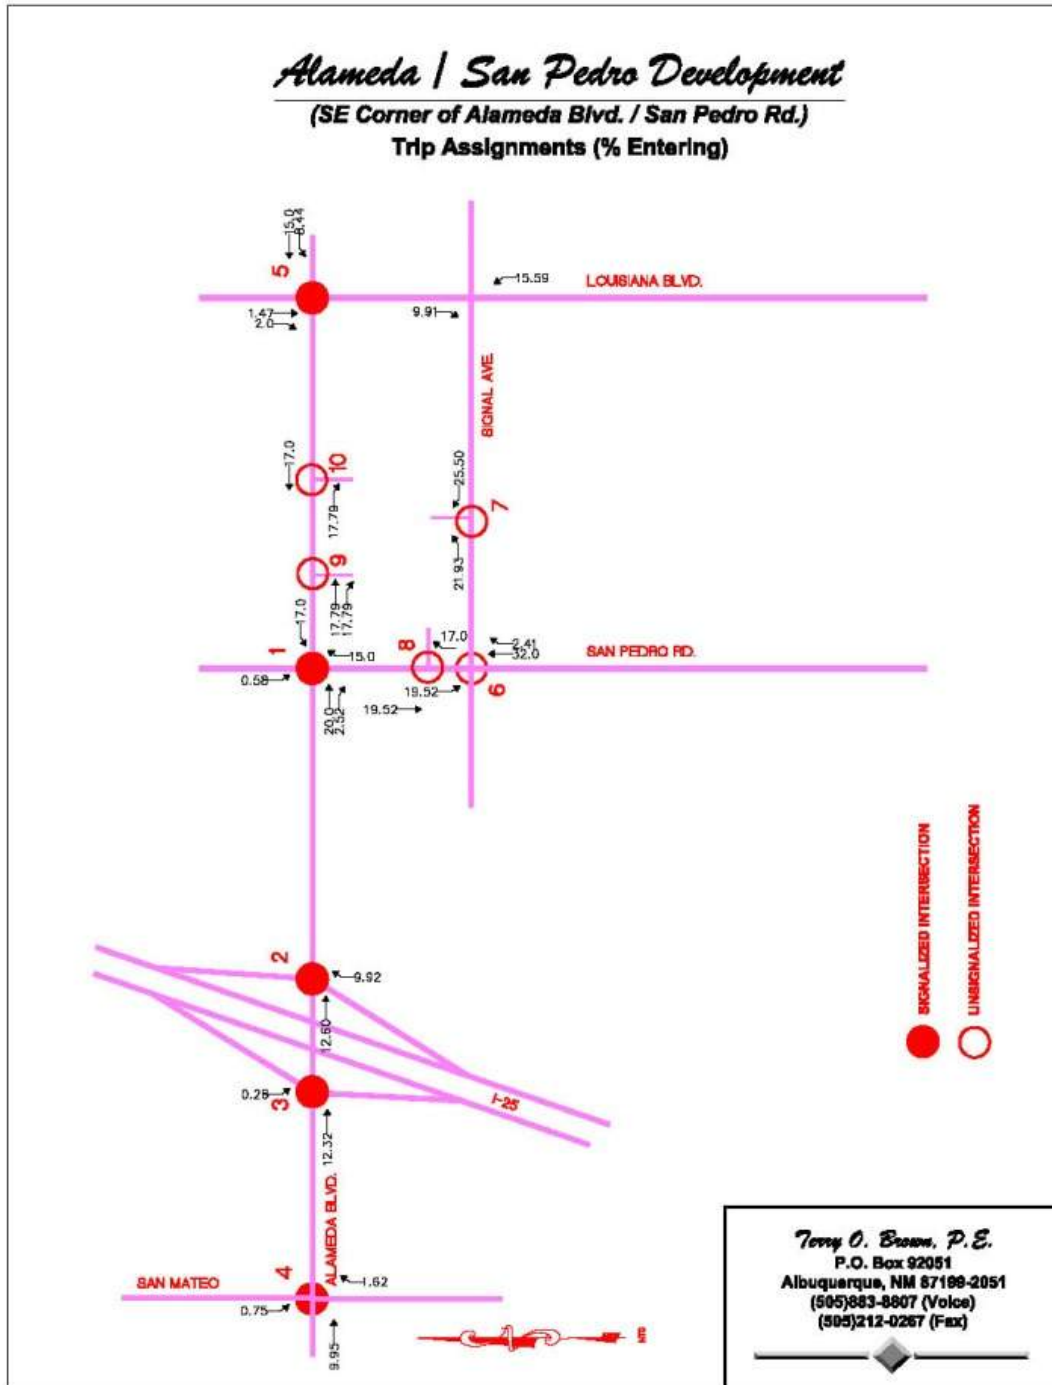 Alameda / San Pedro Development
(SE Corner of Alameda Blvd. / San Pedro Rd.)
Trip Assignments (% Entering)
15.0
8.44
5
15.59
LOUISIANA BLVD.
1.47
2.0
9.91
SIGNAL AVE.
17.0
10
17.79
25.50
7
21.93
9
17.79
17.79
17.0
1
15.0
8
17.0
2.41
32.0
SAN PEDRO RD.
0.58
20.0
2.52
19.52
19.52
6
SIGNALIZED INTERSECTION
UNSIGNALIZED INTERSECTION
2
9.92
12.60
0.28
3
I-25
12.32
ALAMEDA BLVD.
SAN MATEO
4
1.62
0.75
9.95
Terry O. Brown, P.E.
P.O. Box 92051
Albuquerque, NM 87199-2051
(505)883-8807 (Voice)
(505)212-0267 (Fax)